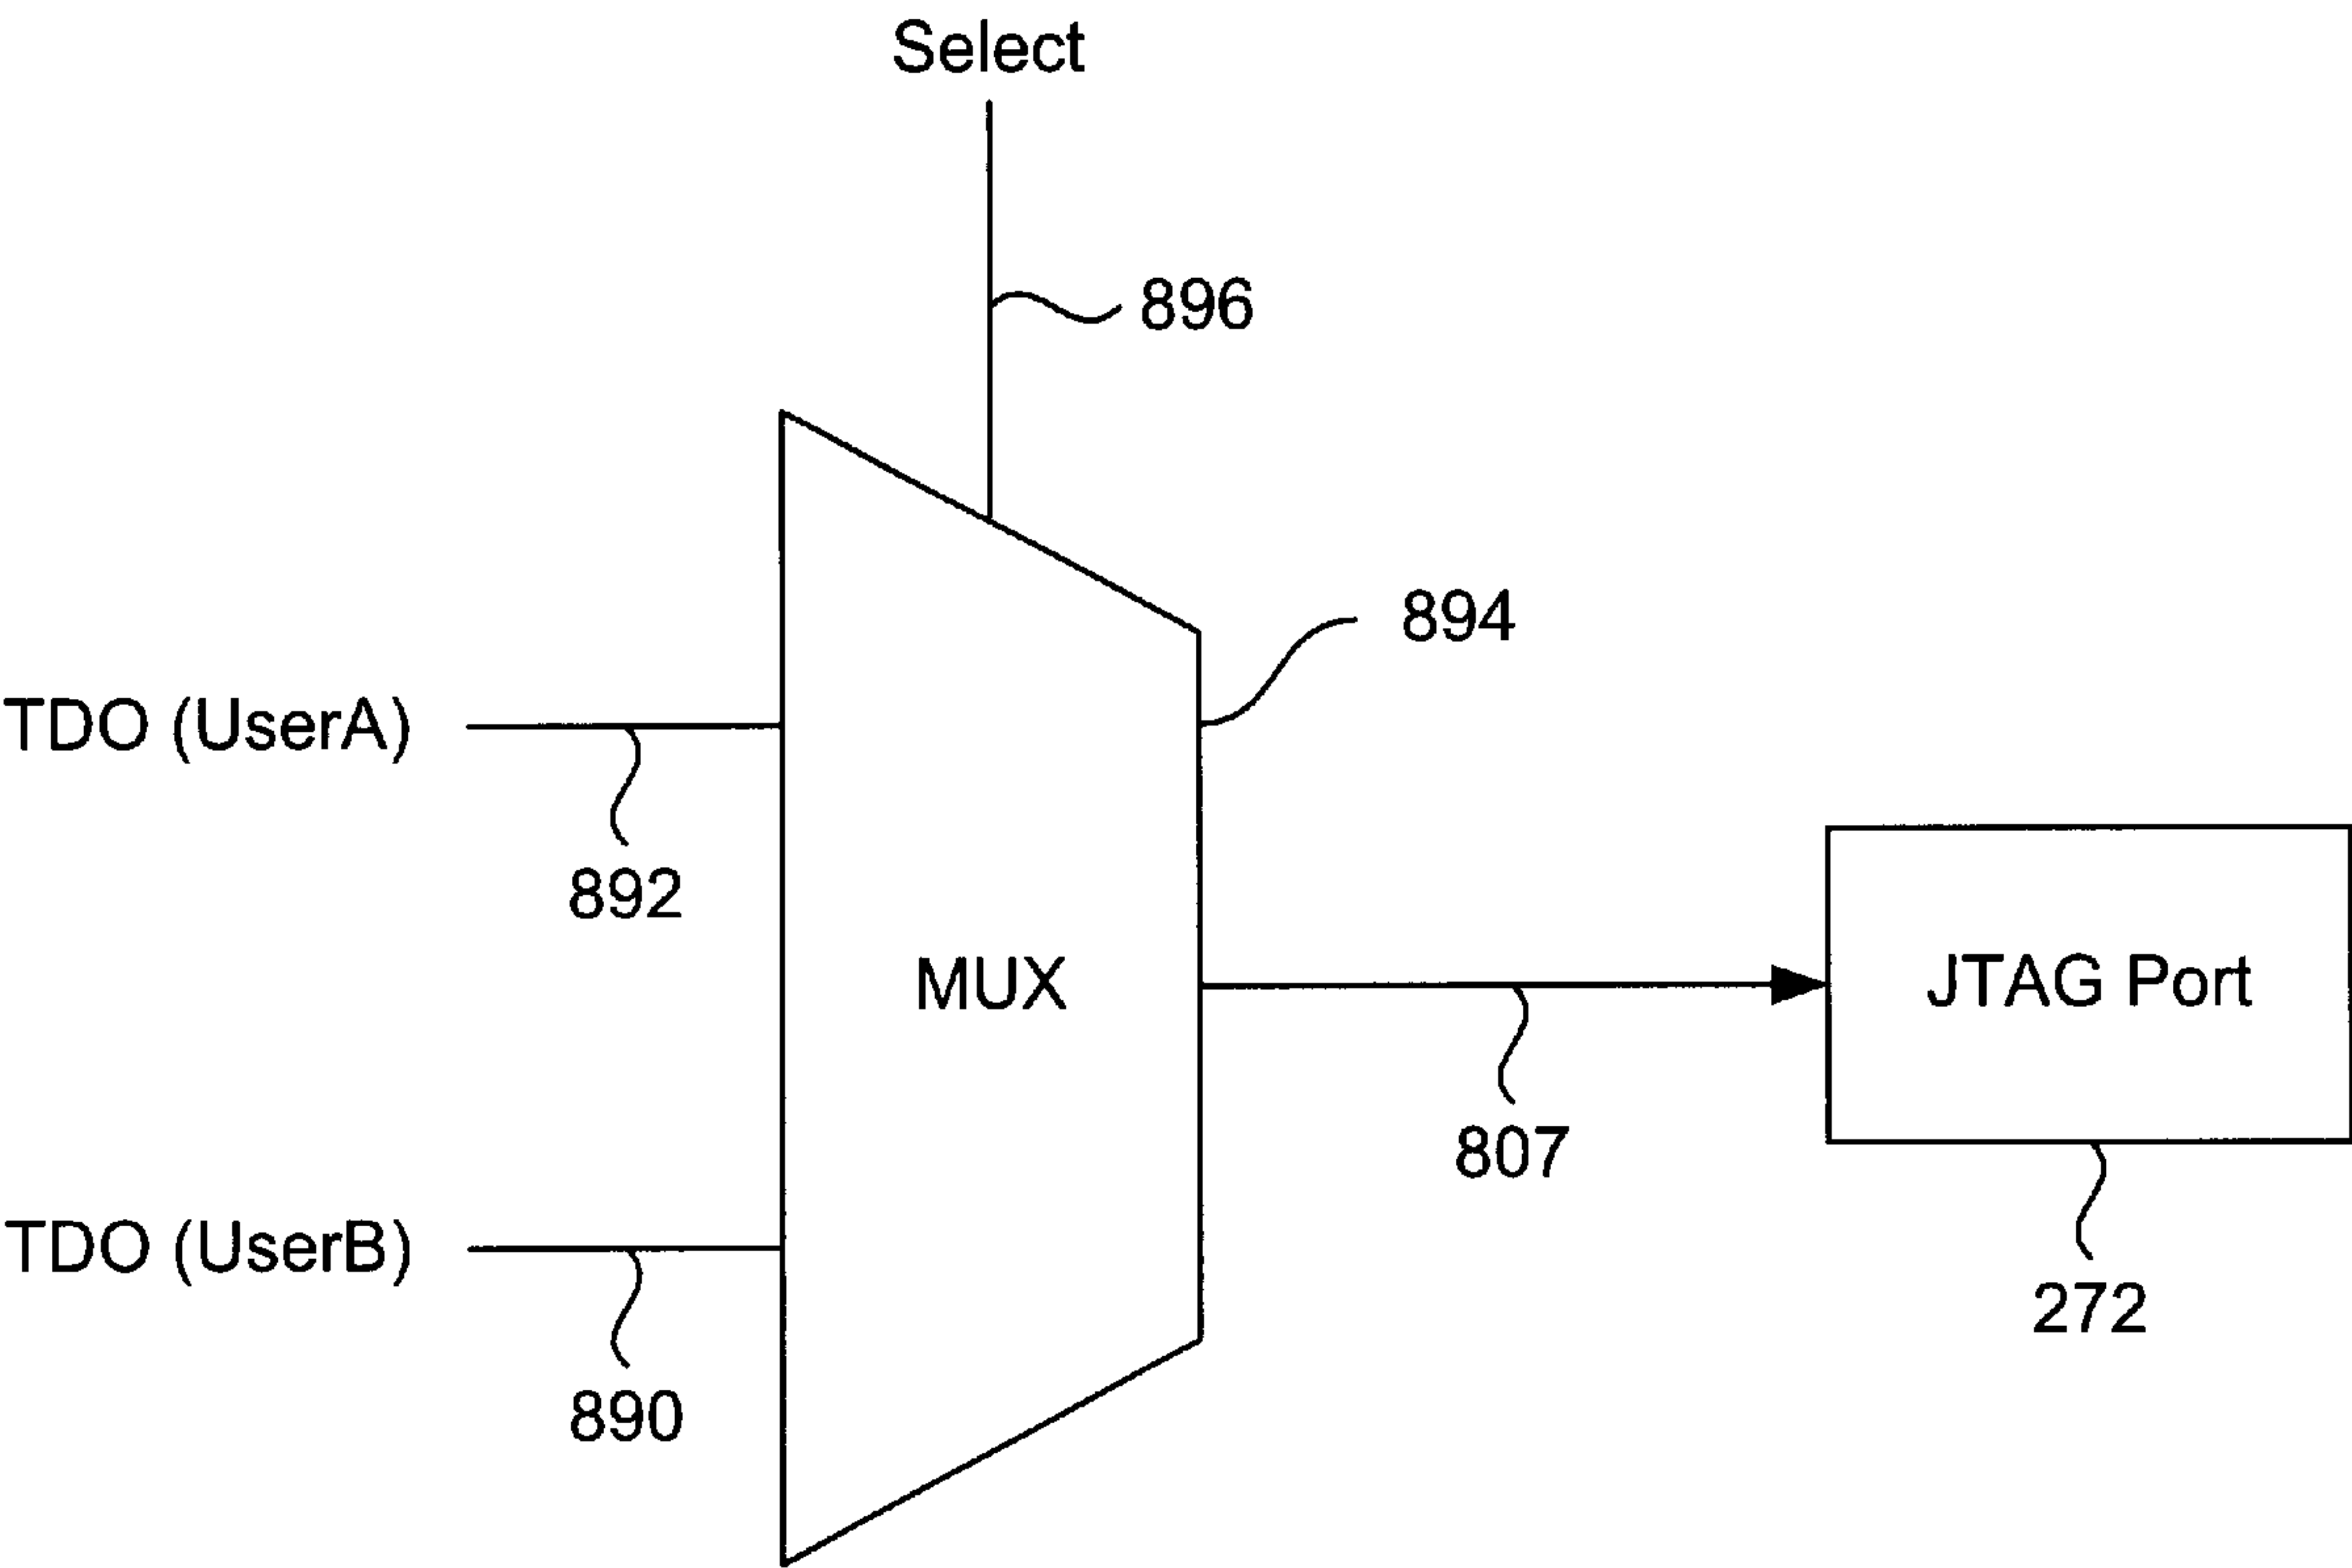 Select
896
894
TDO (UserA)
892
MUX
JTAG Port
807
TDO (UserB)
272
890